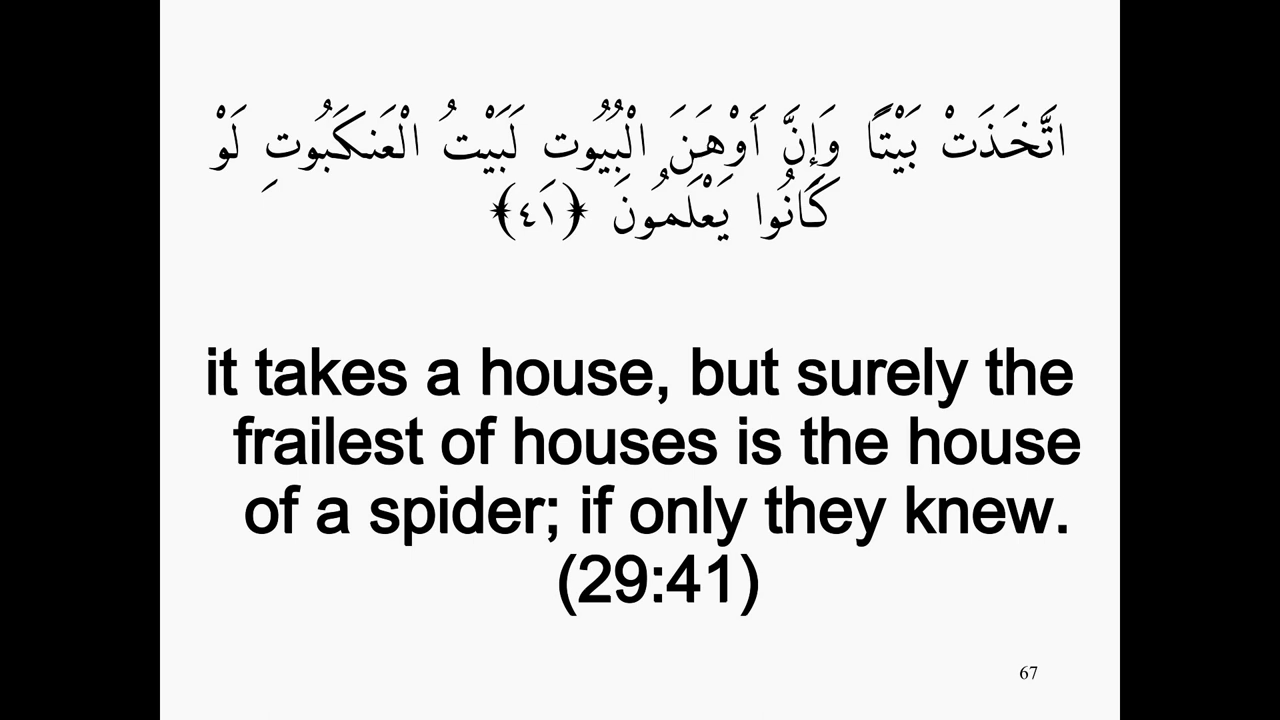 اتَّخَذَتْ بَيْتًا وَإِنَّ أَوْهَنَ الْبُيُوتِ لَبَيْتُ الْعَنكَبُوتِ لَوْ
كَانُوا يَعْلَمُونَ ﴿٤١﴾
it takes a house, but surely the
frailest of houses is the house
of a spider; if only they knew.
(29:41)
67